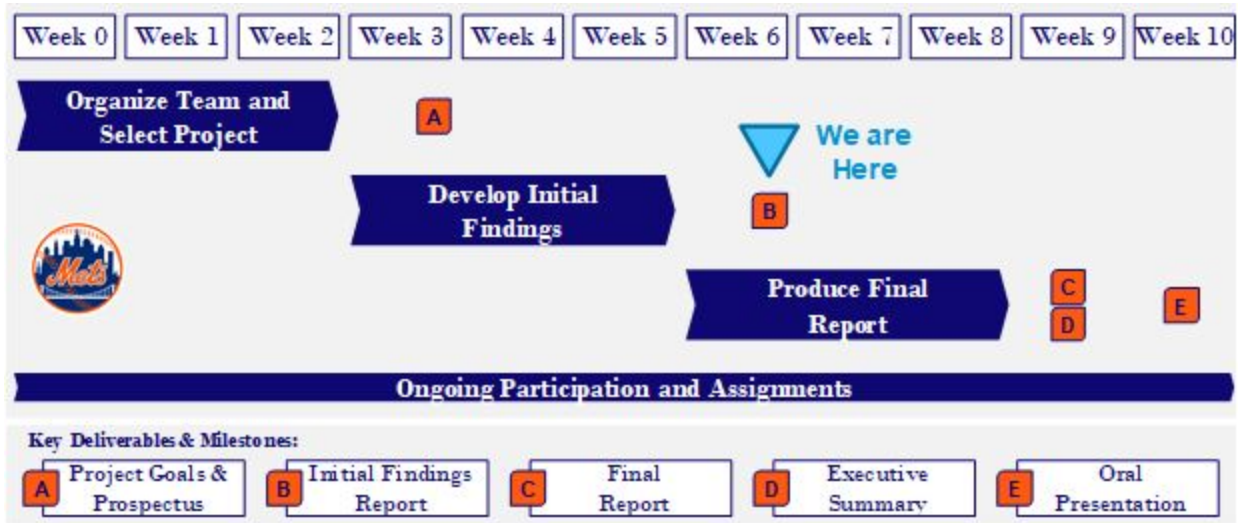 Week 0 Week 1 Week 2 Week 3 Week 4 Week 5 Week 6 Week 7 Week 8 Week 9 Week 10
Organize Team and
Select Project
A
We are
Here
Develop Initial
Findings
B
Mets
Produce Final
Report
C
D
E
Ongoing Participation and Assignments
Key Deliverables & Milestones:
A
Project Goals &
Prospectus
B
Initial Findings
Report
C
Final
Report
D
Executive
Summary
E
Oral
Presentation